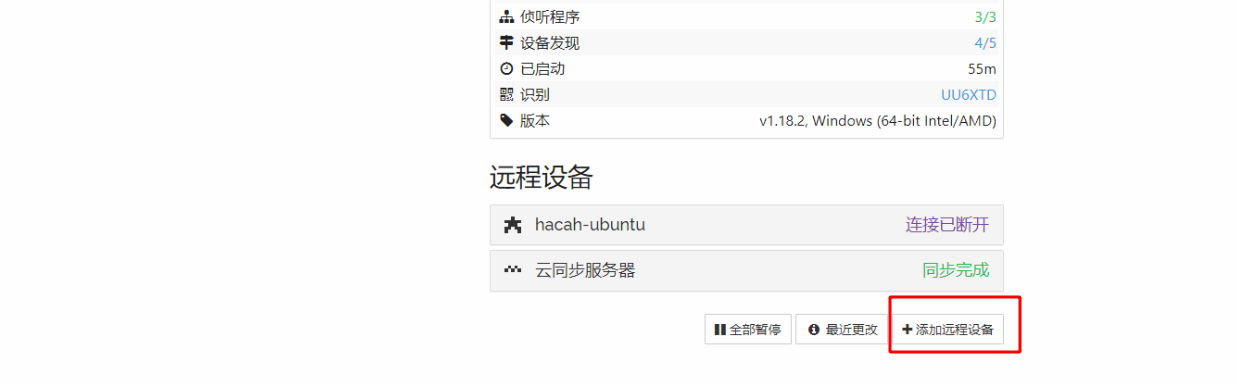 侦听程序 3/3
设备发现 4/5
已启动 55m
识别 UU6XTD
版本 v1.18.2, Windows (64-bit Intel/AMD)
远程设备
hacah-ubuntu 连接已断开
云同步服务器 同步完成
全部暂停 最近更改 添加远程设备